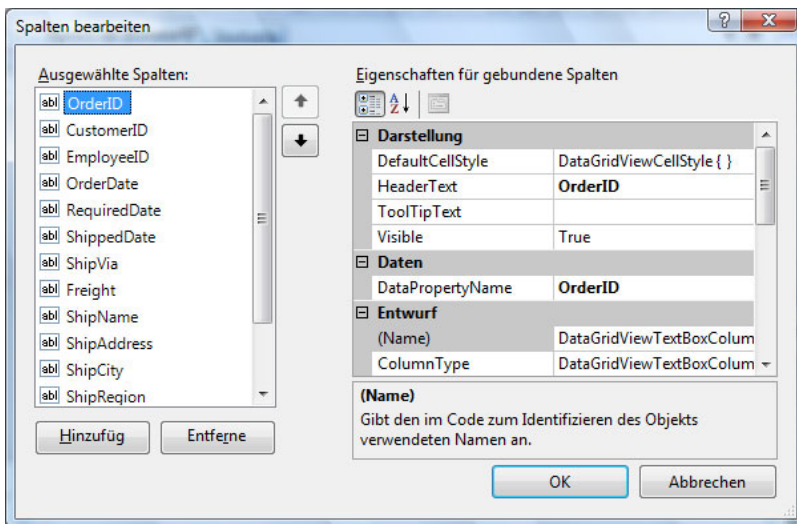 Spalten bearbeiten
Ausgewählte Spalten:
abl OrderID
abl CustomerID
abl EmployeeID
abl OrderDate
abl RequiredDate
abl ShippedDate
abl ShipVia
abl Freight
abl ShipName
abl ShipAddress
abl ShipCity
abl ShipRegion
Hinzufüg
Entferne
Eigenschaften für gebundene Spalten
Darstellung
DefaultCellStyle DataGridViewCellStyle { }
HeaderText OrderID
ToolTipText
Visible True
Daten
DataPropertyName OrderID
Entwurf
(Name) DataGridViewTextBoxColum
ColumnType DataGridViewTextBoxColum
(Name)
Gibt den im Code zum Identifizieren des Objekts
verwendeten Namen an.
OK
Abbrechen